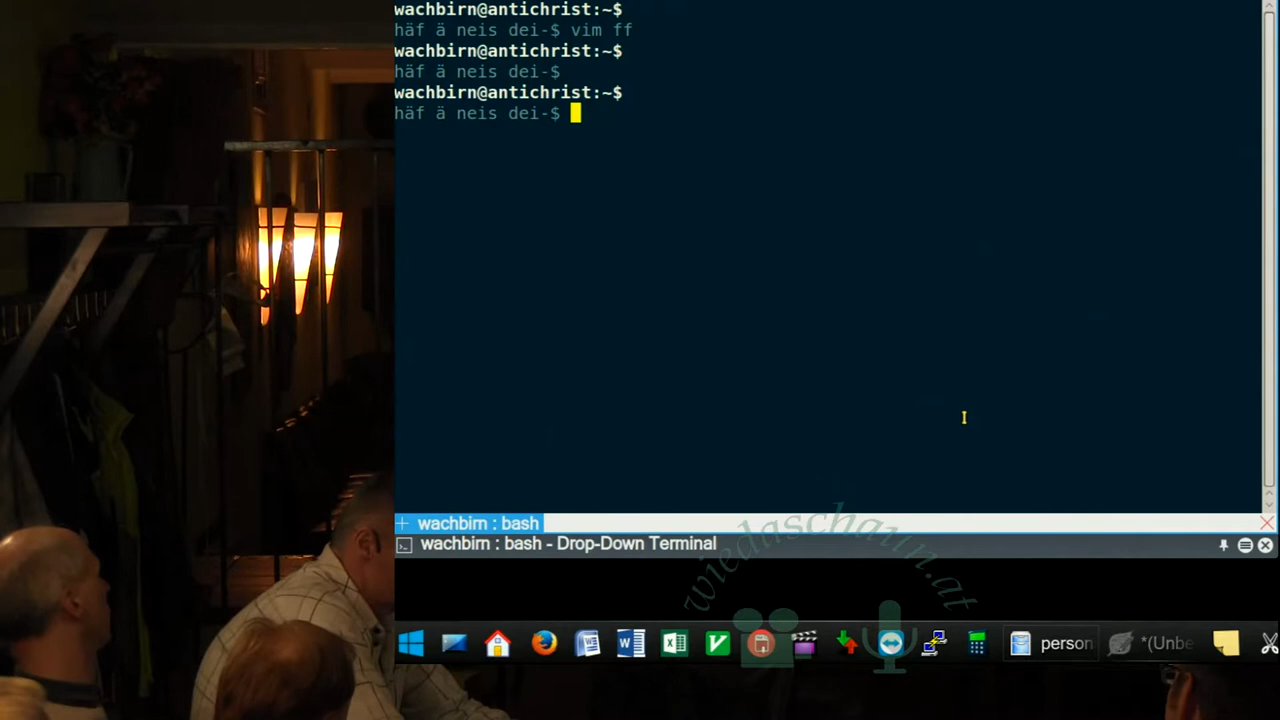 wachbirn@antichrist:~$
häf ä neis dei-$ vim ff
wachbirn@antichrist:~$
häf ä neis dei-$
wachbirn@antichrist:~$
häf ä neis dei-$
wachbirn : bash
wachbirn : bash - Drop-Down Terminal
wiedaschaun.at
person
*(Unbe